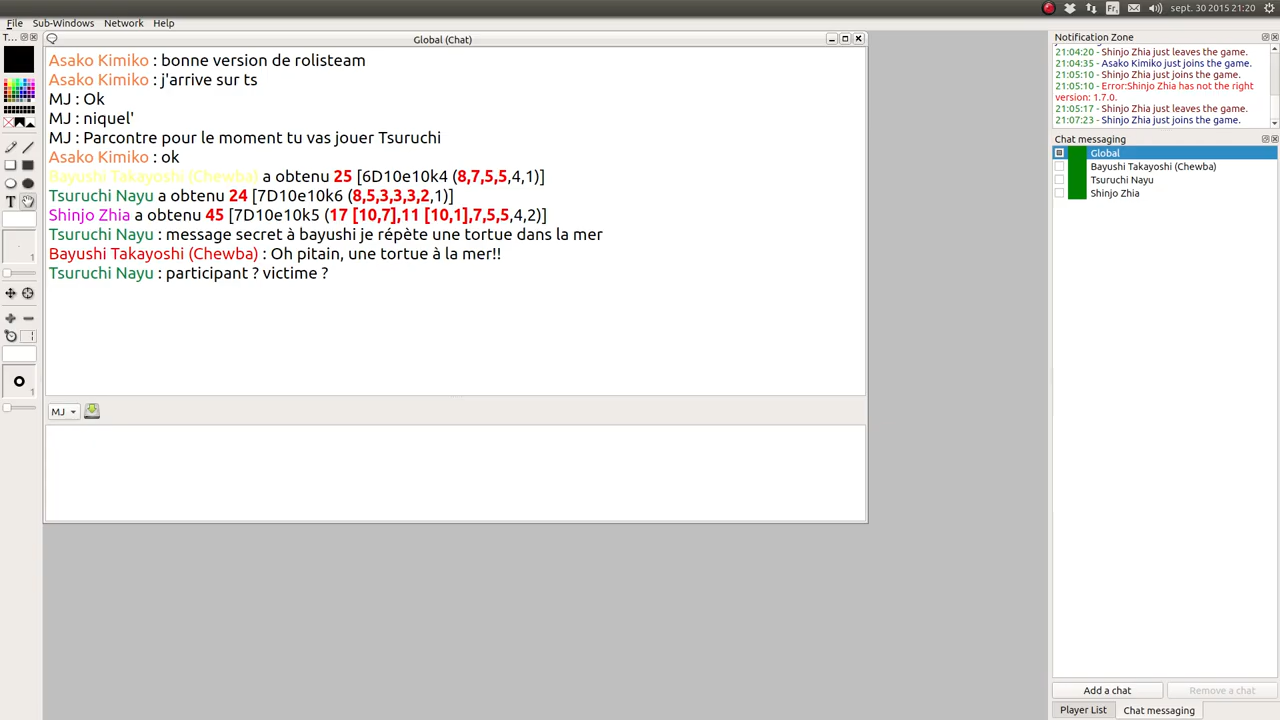 Fr,
sept. 30 2015 21:20
File Sub-Windows Network Help
T...
Global (Chat)
Asako Kimiko : bonne version de rolisteam
Asako Kimiko : j'arrive sur ts
MJ : Ok
MJ : niquel'
MJ : Parcontre pour le moment tu vas jouer Tsuruchi
Asako Kimiko : ok
Bayushi Takayoshi (Chewba) a obtenu 25 [6D10e10k4 (8,7,5,5,4,1)]
Tsuruchi Nayu a obtenu 24 [7D10e10k6 (8,5,3,3,3,2,1)]
Shinjo Zhia a obtenu 45 [7D10e10k5 (17 [10,7],11 [10,1],7,5,5,4,2)]
Tsuruchi Nayu : message secret à bayushi je répète une tortue dans la mer
Bayushi Takayoshi (Chewba) : Oh pitain, une tortue à la mer!!
Tsuruchi Nayu : participant ? victime ?
MJ
T
1
1
1
Notification Zone
21:04:20 - Shinjo Zhia just leaves the game.
21:04:35 - Asako Kimiko just joins the game.
21:05:10 - Shinjo Zhia just joins the game.
21:05:10 - Error:Shinjo Zhia has not the right
version: 1.7.0.
21:05:17 - Shinjo Zhia just leaves the game.
21:07:23 - Shinjo Zhia just joins the game.
Chat messaging
Global
Bayushi Takayoshi (Chewba)
Tsuruchi Nayu
Shinjo Zhia
Add a chat
Remove a chat
Player List
Chat messaging